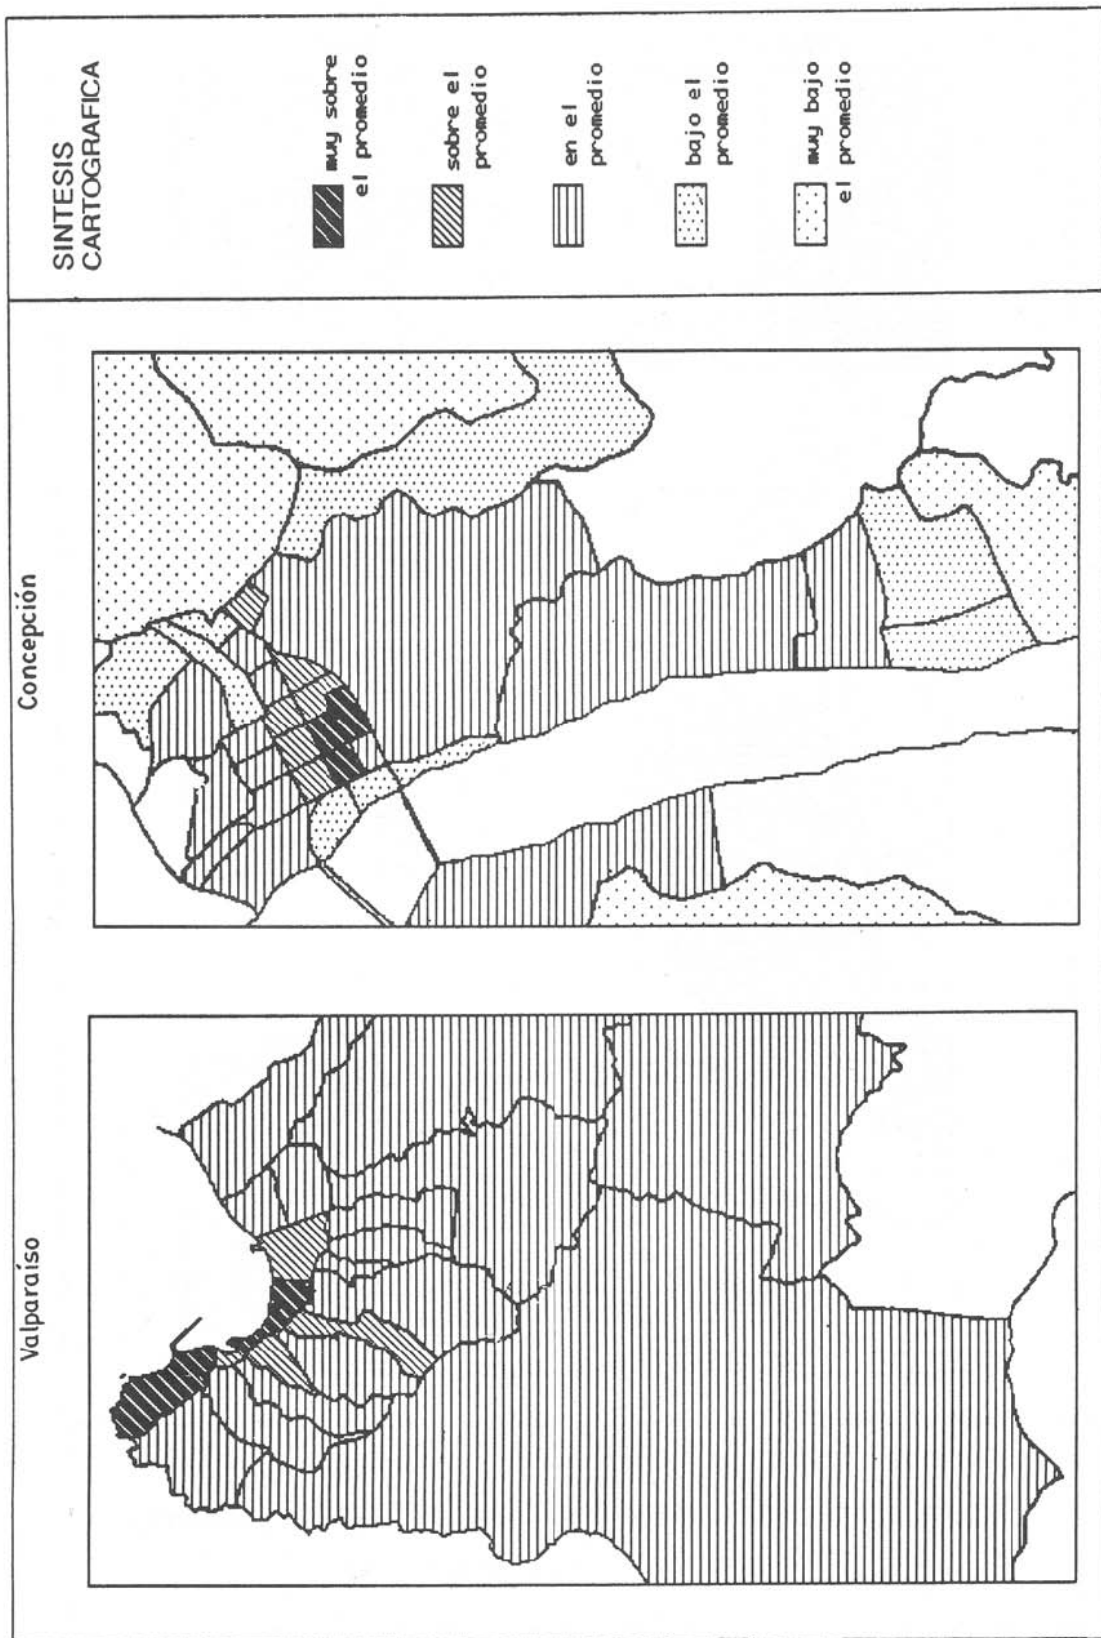 Valparaíso
Concepción
SINTESIS
CARTOGRAFICA
muy sobre
el promedio
sobre el
promedio
en el
promedio
bajo el
promedio
muy bajo
el promedio